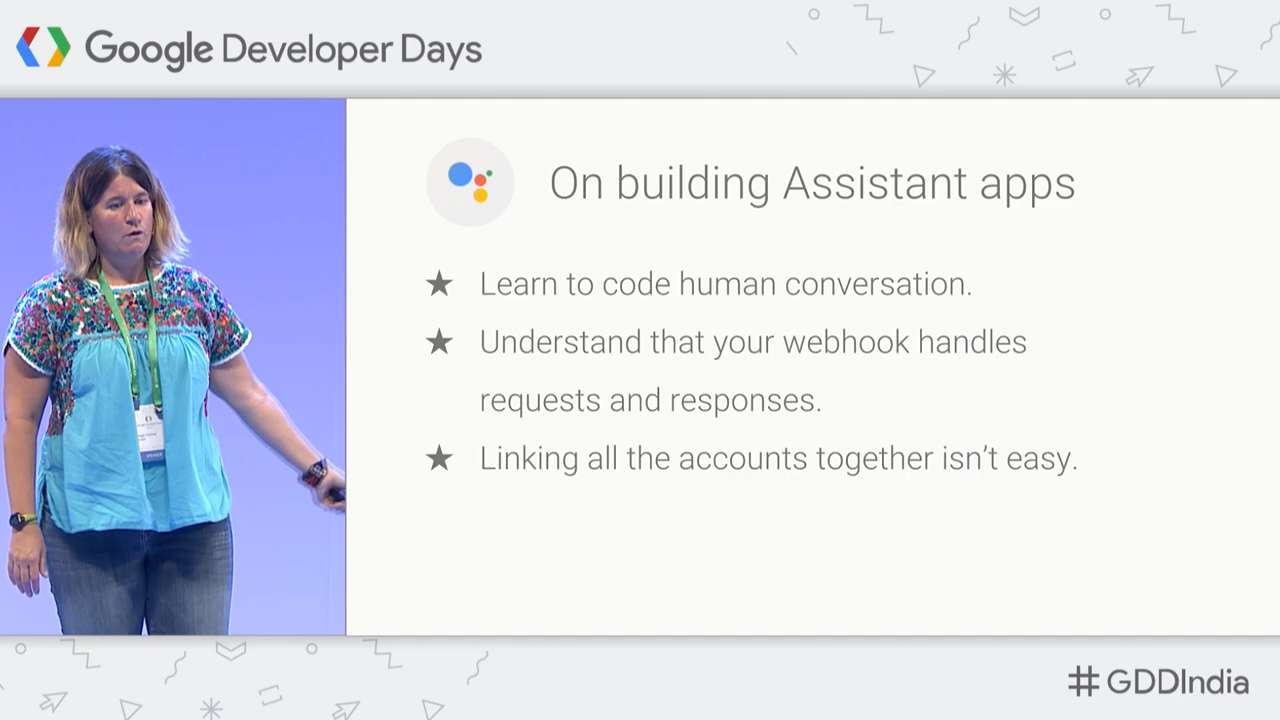 Google Developer Days
On building Assistant apps
★ Learn to code human conversation.
★ Understand that your webhook handles
requests and responses.
★ Linking all the accounts together isn't easy.
#GDDIndia